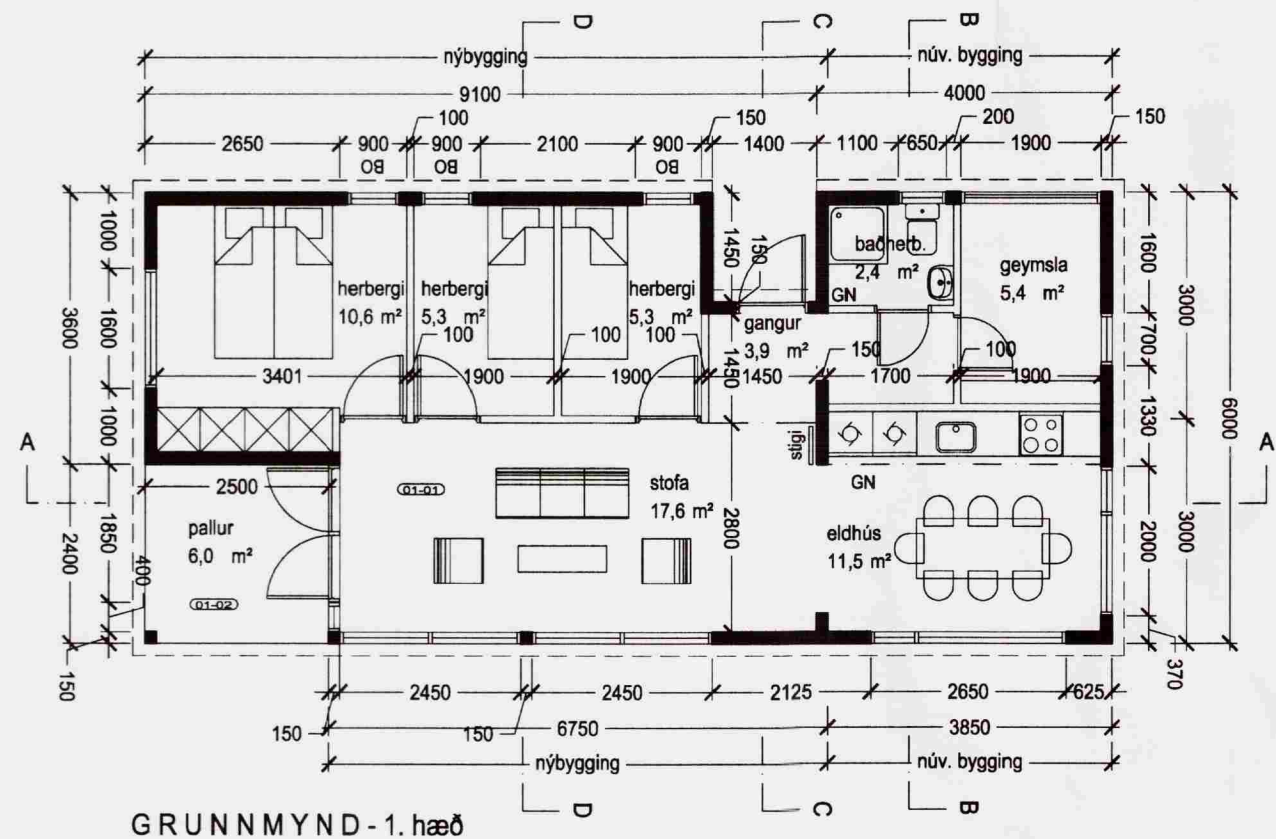 D C B
nýbygging núv. bygging
9100 4000
100 150 200 150
2650 900 900 2100 900 1400 1100 650 1900
BO BO BO
1000 1450 150 1600 3000
baðherb.
2,4 m²
geymsla
5,4 m²
herbergi
10,6 m²
herbergi
5,3 m²
herbergi
5,3 m²
GN
gangur
3,9 m²
3600 1600 100 100 100 1450 150 100 700
3401 1900 1900 1450 1700 1900
1000 1330 6000
A A
sigti
2500
01-01
stofa
17,6 m²
GN
2800
pallur
6,0 m²
eldhús
11,5 m²
2400 1850 400 2000 3000
01-02
150 370
2450 2450 2125 2650 625
150 6750 150 3850
nýbygging núv. bygging
D C B
GRUNNMYND - 1. hæð